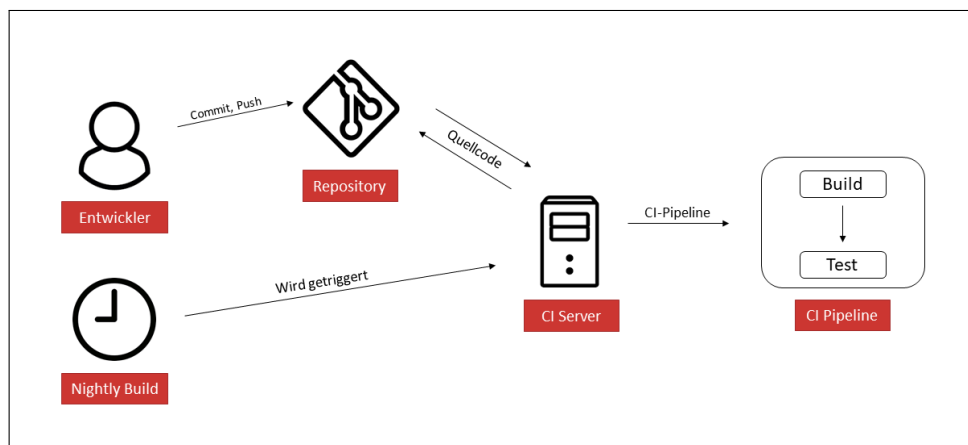 Commit, Push
Entwickler
Repository
Quellcode
Wird getriggert
Nightly Build
CI Server
CI-Pipeline
Build
Test
CI Pipeline